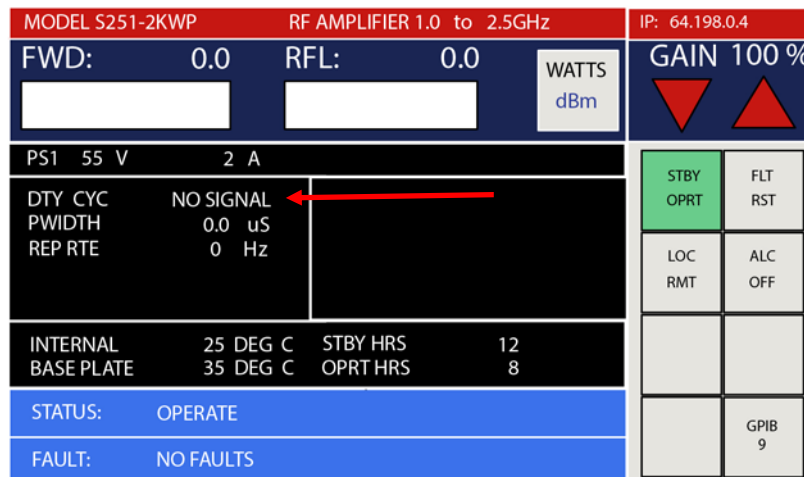 MODEL S251-2KWP RF AMPLIFIER 1.0 to 2.5GHz IP: 64.198.0.4
FWD: 0.0 RFL: 0.0
WATTS
dBm
GAIN 100 %
PS1 55 V 2 A
DTY CYC NO SIGNAL
PWIDTH 0.0 uS
REP RTE 0 Hz
STBY
OPRT
FLT
RST
LOC
RMT
ALC
OFF
INTERNAL 25 DEG C STBY HRS 12
BASE PLATE 35 DEG C OPRT HRS 8
STATUS: OPERATE
FAULT: NO FAULTS
GPIB
9